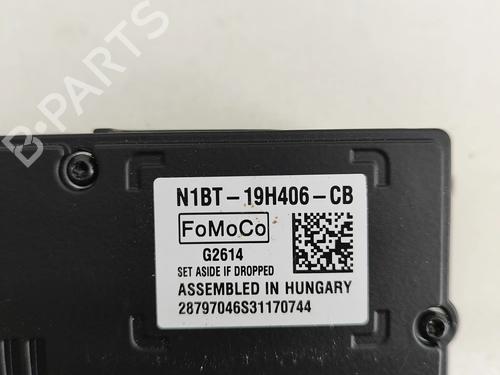 N1BT-19H406-CB
FoMoCo
G2614
SET ASIDE IF DROPPED
ASSEMBLED IN HUNGARY
28797046S31170744
B-PARTS